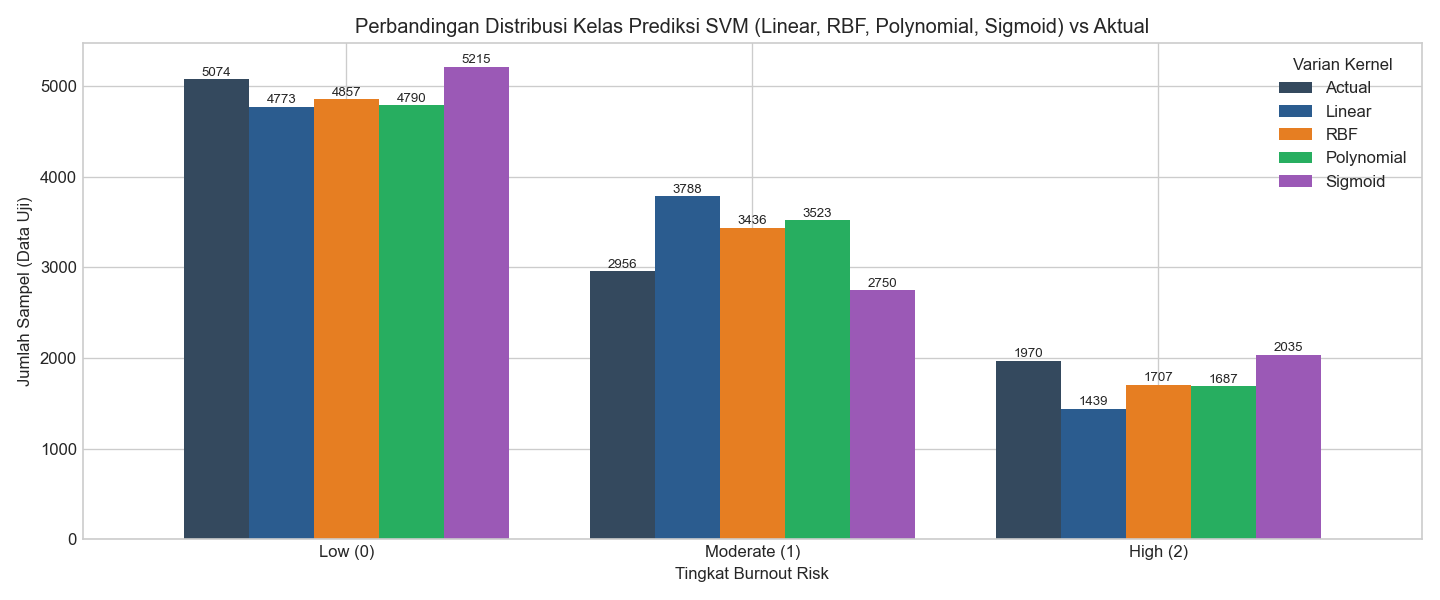 Perbandingan Distribusi Kelas Prediksi SVM (Linear, RBF, Polynomial, Sigmoid) vs Aktual
Varian Kernel
Actual
Linear
RBF
Polynomial
Sigmoid
Jumlah Sampel (Data Uji)
5000
4000
3000
2000
1000
0
5074
4773
4857
4790
5215
2956
3788
3436
3523
2750
1970
1439
1707
1687
2035
Low (0)
Moderate (1)
High (2)
Tingkat Burnout Risk